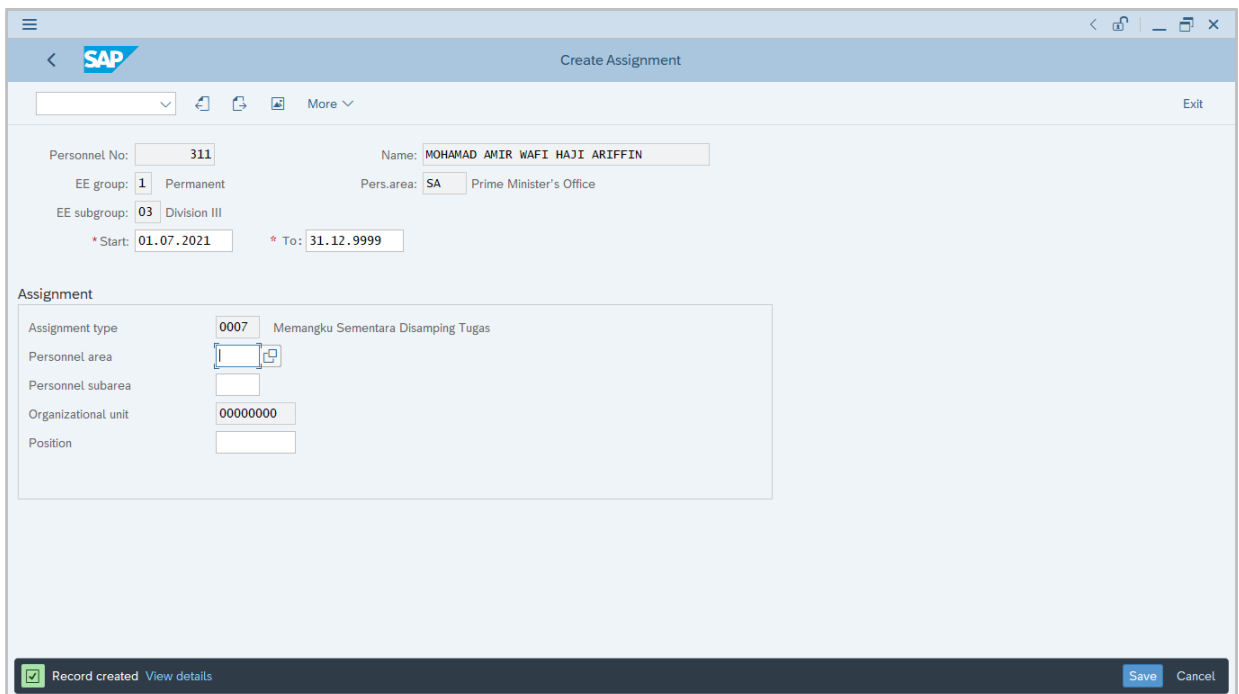 SAP
Create Assignment
More
Exit
Personnel No: 311
Name: MOHAMAD AMIR WAFI HAJI ARIFFIN
EE group: 1 Permanent
Pers.area: SA Prime Minister's Office
EE subgroup: 03 Division III
* Start: 01.07.2021 * To: 31.12.9999
Assignment
Assignment type 0007 Memangku Sementara Disamping Tugas
Personnel area
Personnel subarea
Organizational unit 00000000
Position
Record created View details
Save Cancel